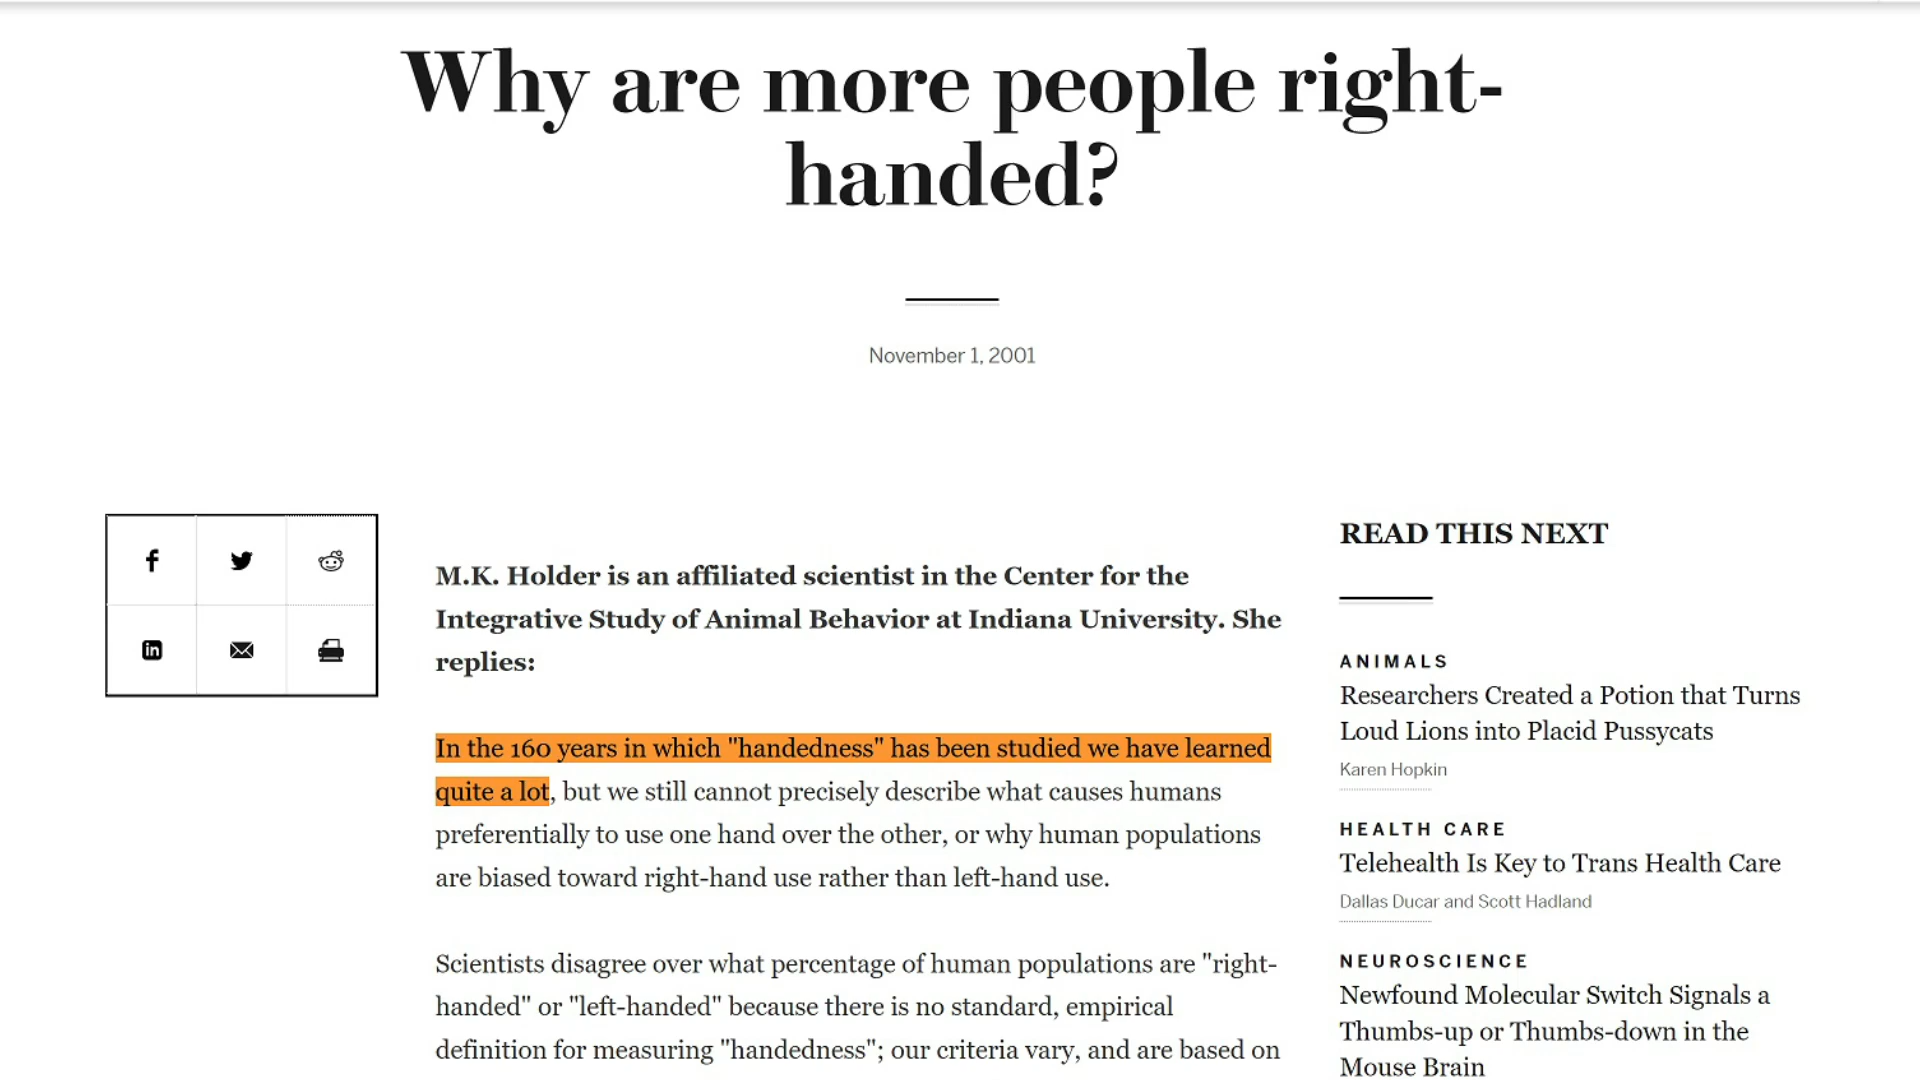 Why are more people right-
handed?
November 1, 2001
M.K. Holder is an affiliated scientist in the Center for the
Integrative Study of Animal Behavior at Indiana University. She
replies:
In the 160 years in which "handedness" has been studied we have learned
quite a lot, but we still cannot precisely describe what causes humans
preferentially to use one hand over the other, or why human populations
are biased toward right-hand use rather than left-hand use.
Scientists disagree over what percentage of human populations are "right-
handed" or "left-handed" because there is no standard, empirical
definition for measuring "handedness"; our criteria vary, and are based on
READ THIS NEXT
ANIMALS
Researchers Created a Potion that Turns
Loud Lions into Placid Pussycats
Karen Hopkin
HEALTH CARE
Telehealth Is Key to Trans Health Care
Dallas Ducar and Scott Hadland
NEUROSCIENCE
Newfound Molecular Switch Signals a
Thumbs-up or Thumbs-down in the
Mouse Brain